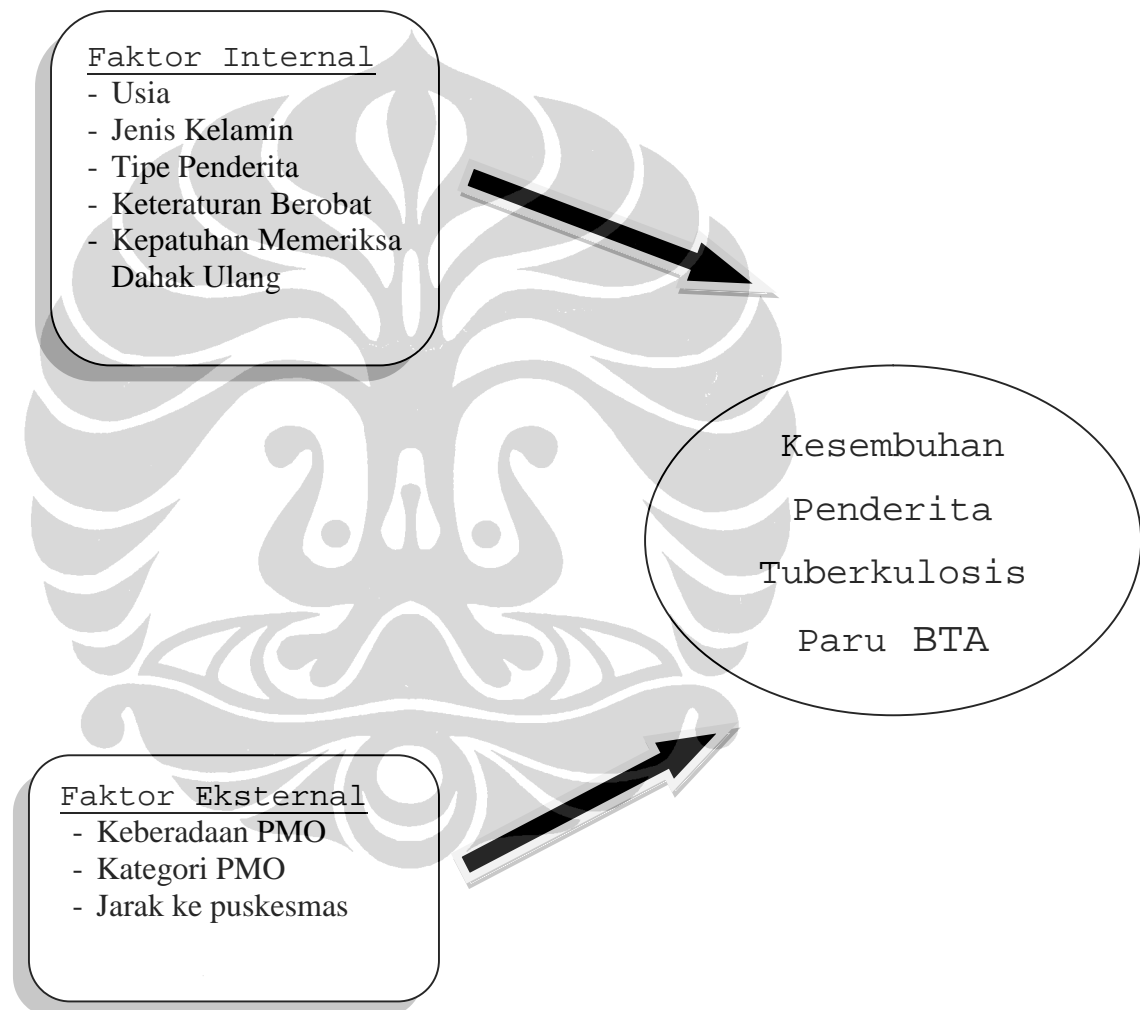 Faktor Internal
- Usia
- Jenis Kelamin
- Tipe Penderita
- Keteraturan Berobat
- Kepatuhan Memeriksa
Dahak Ulang
Kesembuhan
Penderita
Tuberkulosis
Paru BTA
Faktor Eksternal
- Keberadaan PMO
- Kategori PMO
- Jarak ke puskesmas